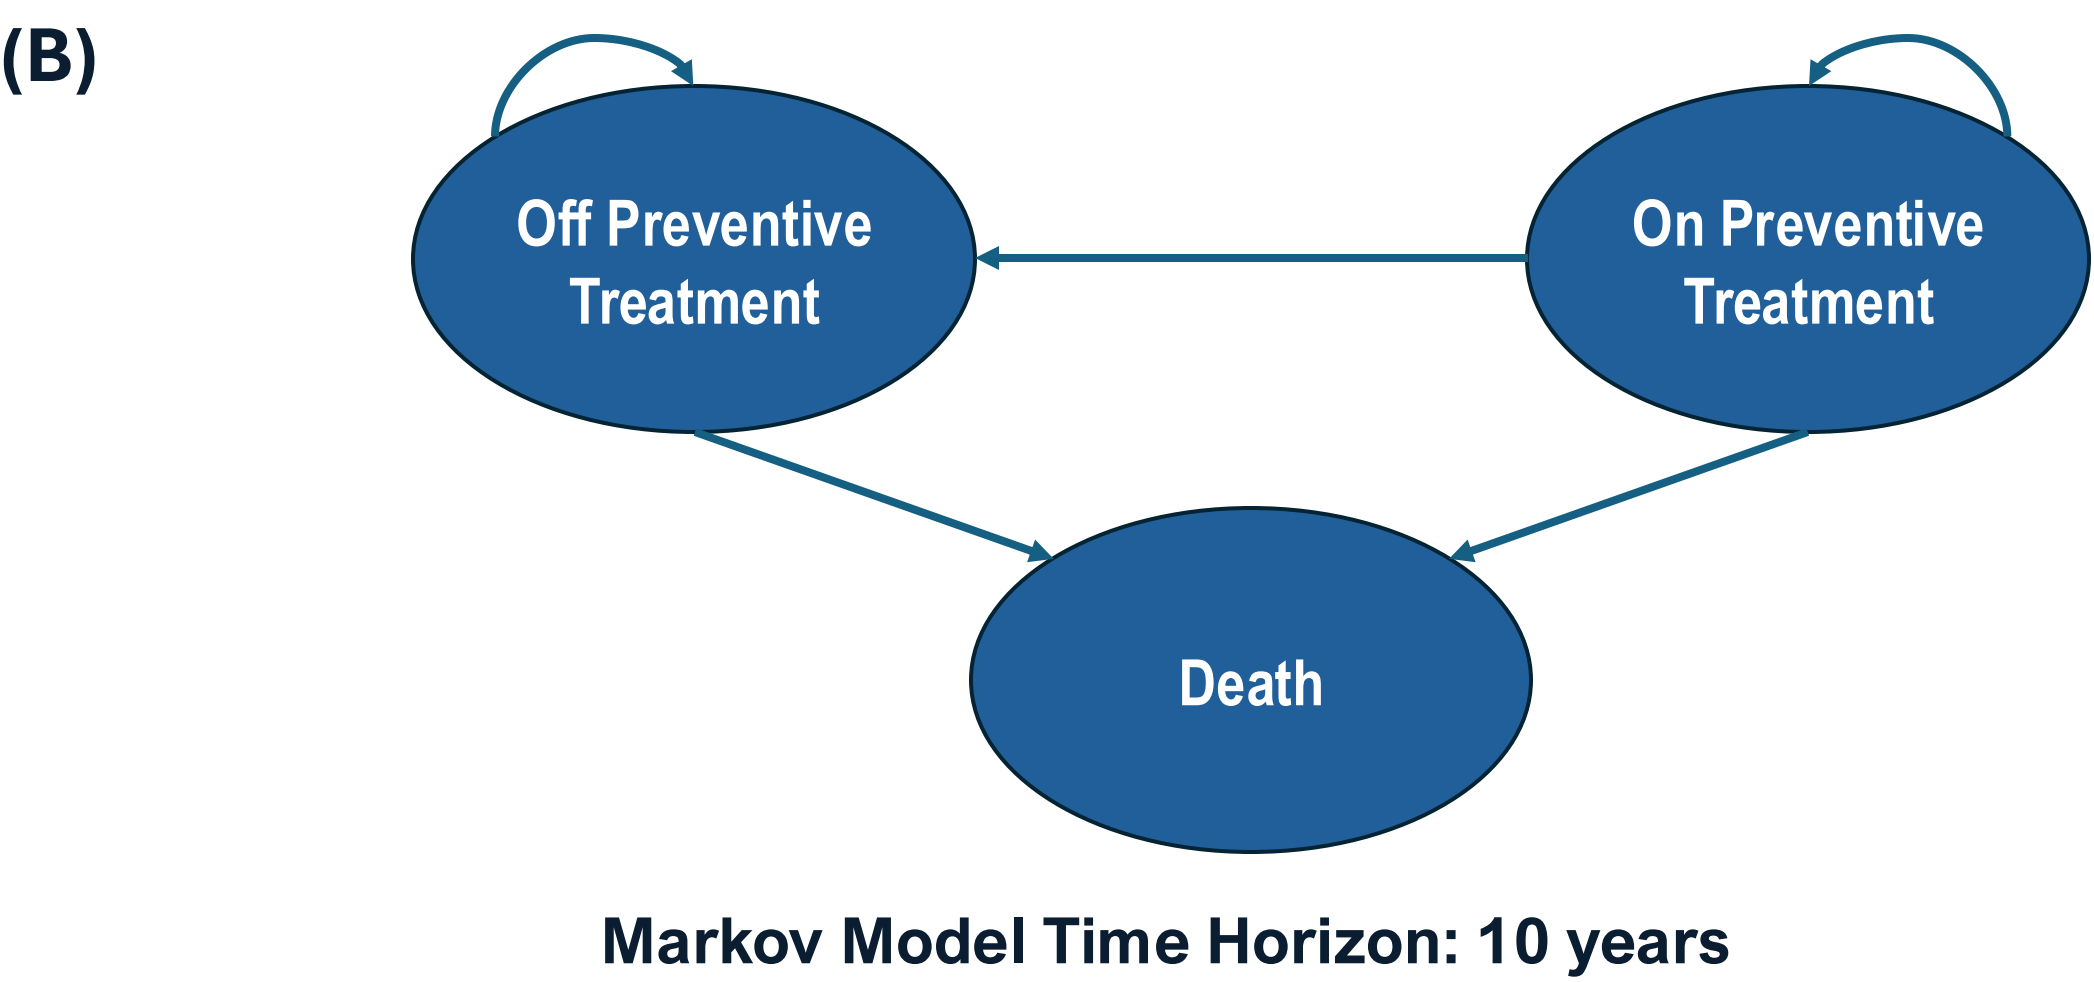 (B)
Off Preventive
Treatment
On Preventive
Treatment
Death
Markov Model Time Horizon: 10 years